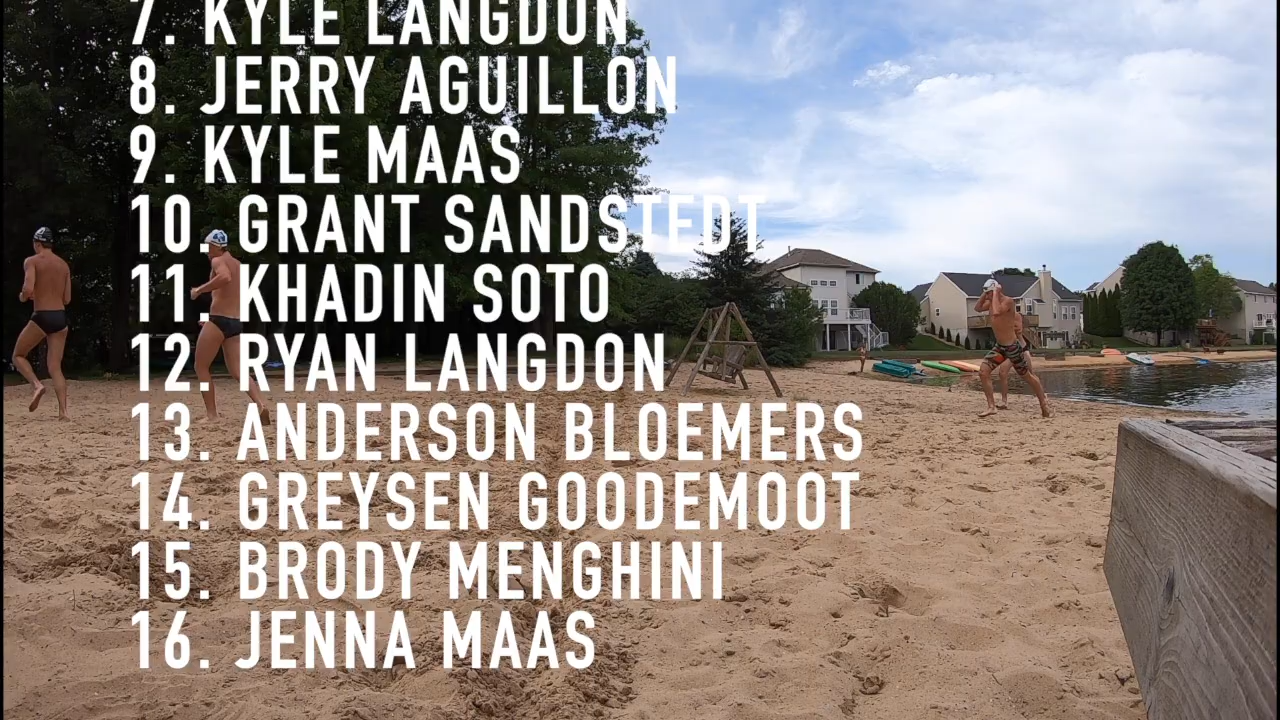 7. KYLE LANGDON
8. JERRY AGUILLON
9. KYLE MAAS
10. GRANT SANDSTEDT
11. KHADIN SOTO
12. RYAN LANGDON
13. ANDERSON BLOEMERS
14. GREYSEN GOODEMOOT
15. BRODY MENGHINI
16. JENNA MAAS